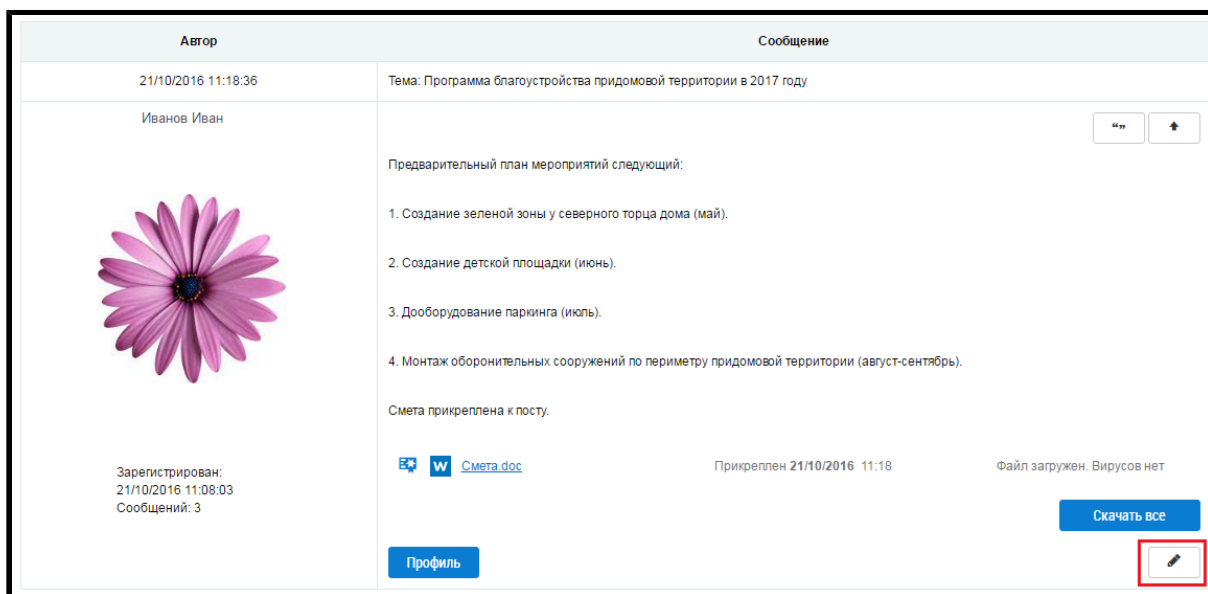 Автор
Сообщение
21/10/2016 11:18:36
Тема: Программа благоустройства придомовой территории в 2017 году
Иванов Иван
“”
Предварительный план мероприятий следующий:
1. Создание зеленой зоны у северного торца дома (май).
2. Создание детской площадки (июнь).
3. Дооборудование паркинга (июль).
4. Монтаж оборонительных сооружений по периметру придомовой территории (август-сентябрь).
Смета прикреплена к посту.
W Смета.doc
Прикреплен 21/10/2016 11:18
Файл загружен. Вирусов нет
Зарегистрирован:
21/10/2016 11:08:03
Сообщений: 3
Скачать все
Профиль